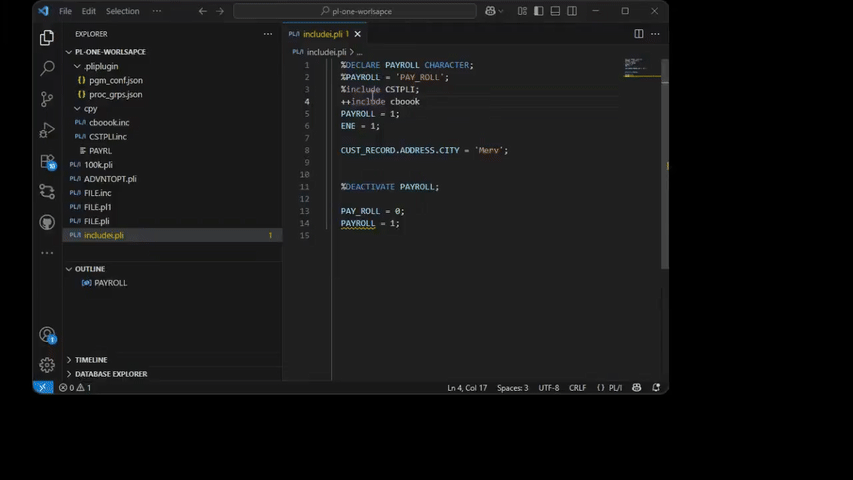 File Edit Selection ··· pl-one-worlsapce
EXPLORER ···
PL-ONE-WORLSAPCE
.pliplugin
pgm_conf.json
proc_grps.json
cpy
cboook.inc
CSTPLI.inc
PAYRL
100k.pli
ADVNTOPT.pli
FILE.inc
FILE.pl1
FILE.pli
includei.pli 1
OUTLINE
PAYROLL
TIMELINE
DATABASE EXPLORER
10
1
includei.pli 1
includei.pli > ...
1 %DECLARE PAYROLL CHARACTER;
2 %PAYROLL = 'PAY_ROLL';
3 %include CSTPLI;
4 ++include cboook
5 PAYROLL = 1;
6 ENE = 1;
7
8 CUST_RECORD.ADDRESS.CITY = 'Merv';
9
10
11 %DEACTIVATE PAYROLL;
12
13 PAY_ROLL = 0;
14 PAYROLL = 1;
15
0 1 Ln 4, Col 17 Spaces: 3 UTF-8 CRLF {} PL/I